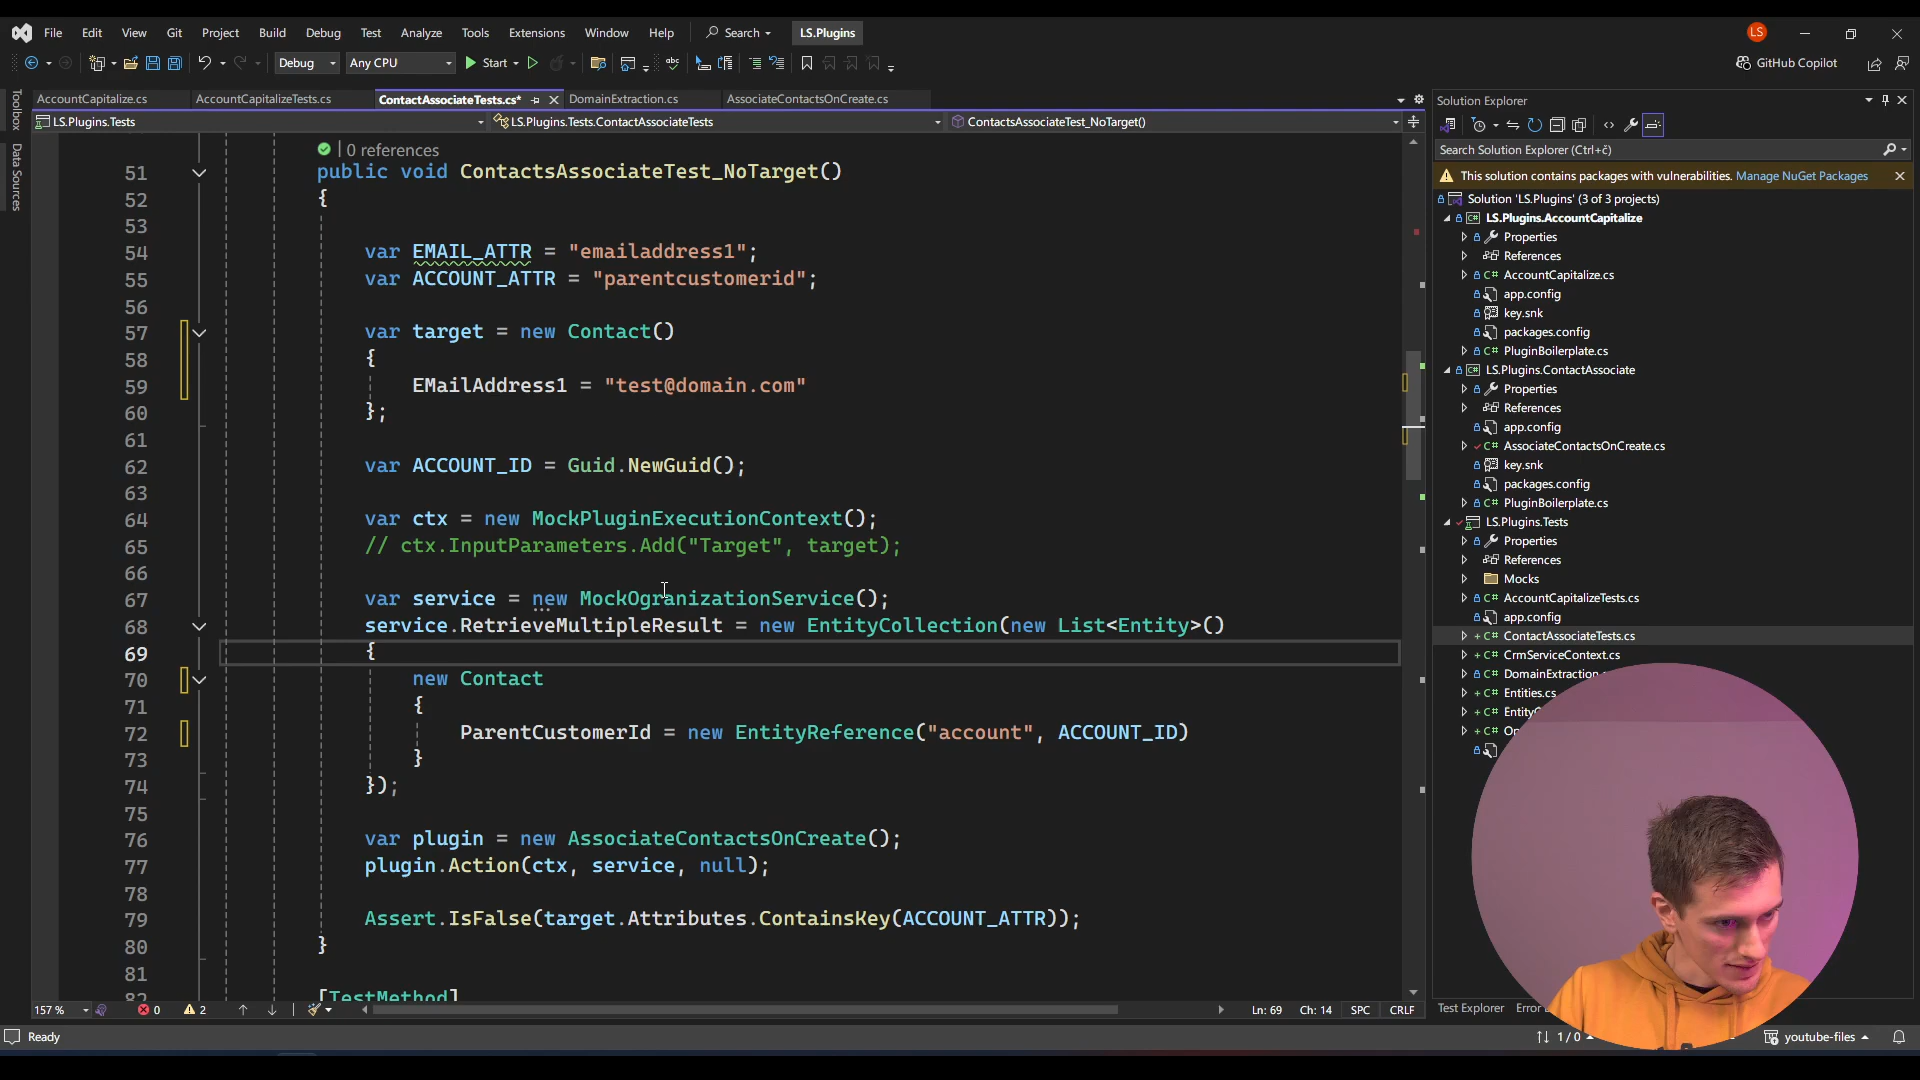 File Edit View Git Project Build Debug Test Analyze Tools Extensions Window Help Search LS.Plugins LS
Debug Any CPU Start GitHub Copilot
AccountCapitalize.cs AccountCapitalizeTests.cs ContactAssociateTests.cs* DomainExtraction.cs AssociateContactsOnCreate.cs
LS.Plugins.Tests LS.Plugins.Tests.ContactAssociateTests ContactsAssociateTest_NoTarget()
Toolbox
Data Sources
0 references
51 public void ContactsAssociateTest_NoTarget()
52 {
53
54 var EMAIL_ATTR = "emailaddress1";
55 var ACCOUNT_ATTR = "parentcustomerid";
56
57 var target = new Contact()
58 {
59 EMailAddress1 = "test@domain.com"
60 };
61
62 var ACCOUNT_ID = Guid.NewGuid();
63
64 var ctx = new MockPluginExecutionContext();
65 // ctx.InputParameters.Add("Target", target);
66
67 var service = new MockOgranizationService();
68 service.RetrieveMultipleResult = new EntityCollection(new List<Entity>()
69 {
70 new Contact
71 {
72 ParentCustomerId = new EntityReference("account", ACCOUNT_ID)
73 }
74 });
75
76 var plugin = new AssociateContactsOnCreate();
77 plugin.Action(ctx, service, null);
78
79 Assert.IsFalse(target.Attributes.ContainsKey(ACCOUNT_ATTR));
80 }
81
82 [TestMethod]
157 % 0 2 Ln: 69 Ch: 14 SPC CRLF
Solution Explorer
Search Solution Explorer (Ctrl+č)
This solution contains packages with vulnerabilities. Manage NuGet Packages
Solution 'LS.Plugins' (3 of 3 projects)
LS.Plugins.AccountCapitalize
Properties
References
AccountCapitalize.cs
app.config
key.snk
packages.config
PluginBoilerplate.cs
LS.Plugins.ContactAssociate
Properties
References
app.config
AssociateContactsOnCreate.cs
key.snk
packages.config
PluginBoilerplate.cs
LS.Plugins.Tests
Properties
References
Mocks
AccountCapitalizeTests.cs
app.config
ContactAssociateTests.cs
CrmServiceContext.cs
DomainExtraction
Entities.cs
Test Explorer
Ready 1 / 0 youtube-files